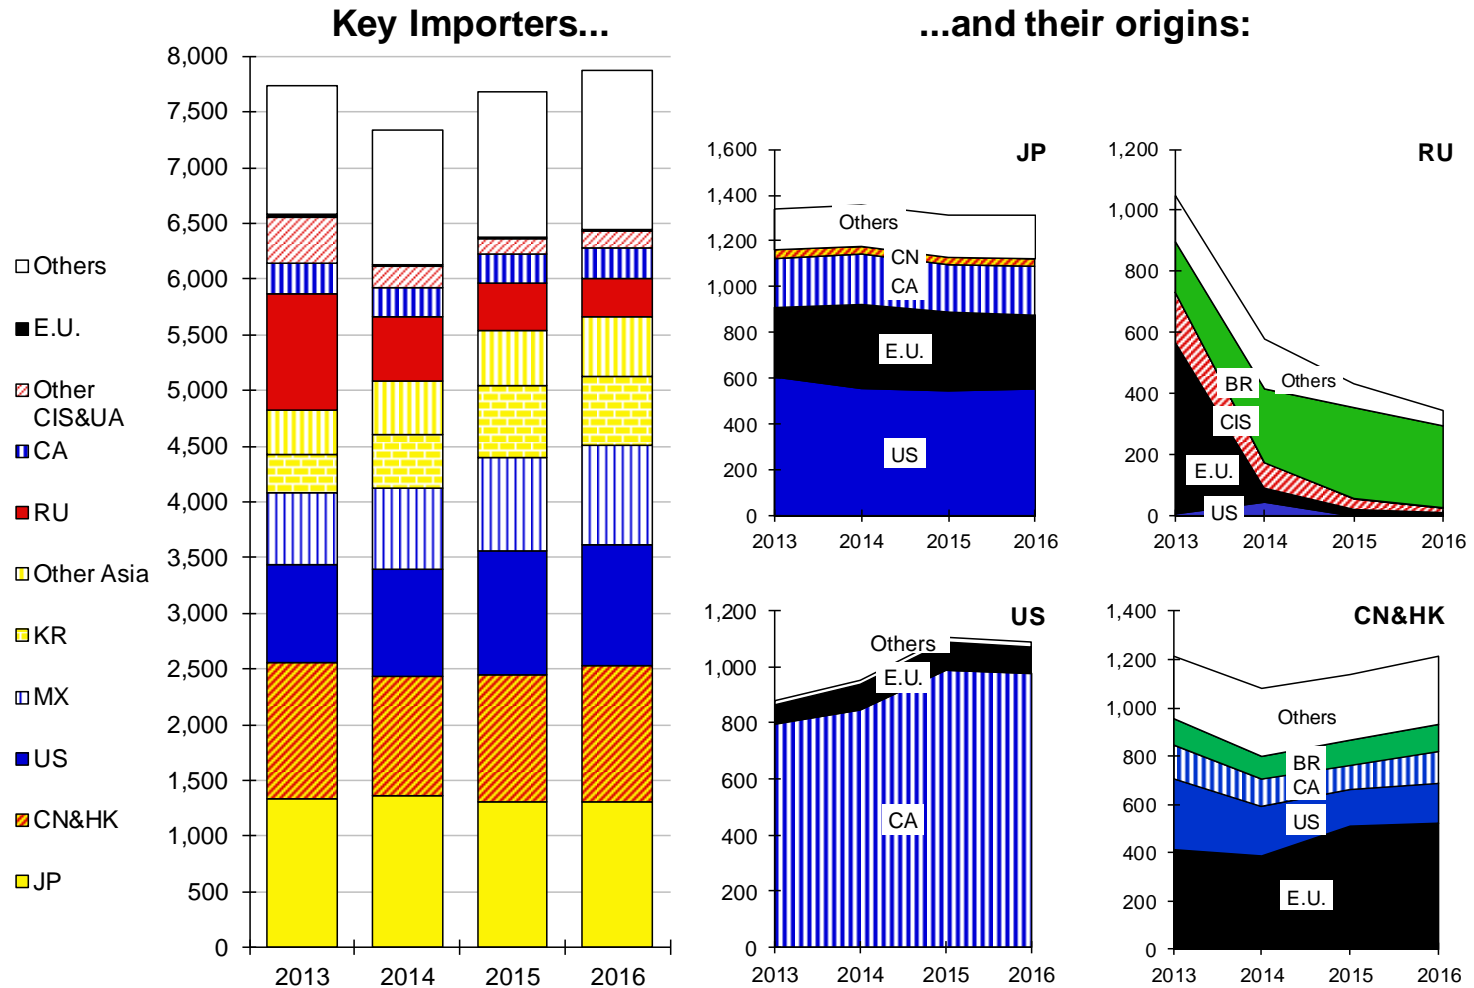 Key Importers...
...and their origins:
8,000
7,500
7,000
6,500
6,000
5,500
5,000
4,500
4,000
3,500
3,000
2,500
2,000
1,500
1,000
500
0
2013
2014
2015
2016
Others
E.U.
Other
CIS&UA
CA
RU
Other Asia
KR
MX
US
CN&HK
JP
JP
1,600
1,400
1,200
1,000
800
600
400
200
0
Others
CN
CA
E.U.
US
2013
2014
2015
2016
RU
1,200
1,000
800
600
400
200
0
BR
Others
CIS
E.U.
US
2013
2014
2015
2016
US
1,200
1,000
800
600
400
200
0
Others
E.U.
CA
2013
2014
2015
2016
CN&HK
1,400
1,200
1,000
800
600
400
200
0
Others
BR
CA
US
E.U.
2013
2014
2015
2016